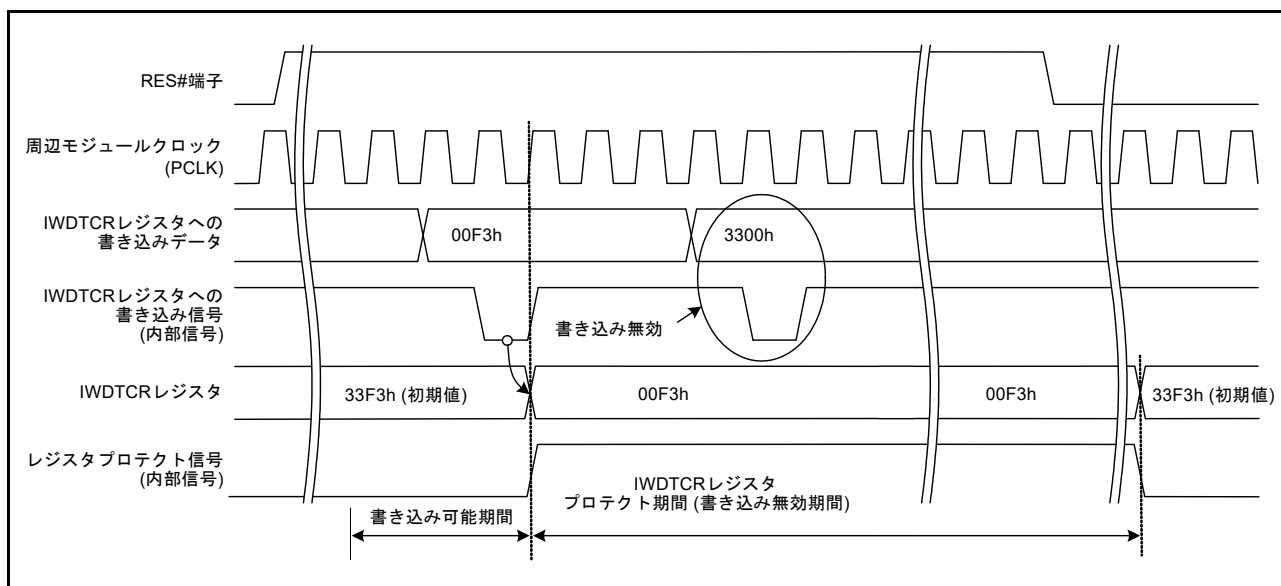 RES#端子
周辺モジュールクロック
(PCLK)
IWDTCRレジスタへの
書き込みデータ
00F3h
3300h
IWDTCRレジスタへの
書き込み信号
(内部信号)
書き込み無効
IWDTCRレジスタ
33F3h (初期値)
00F3h
00F3h
33F3h (初期値)
レジスタプロテクト信号
(内部信号)
IWDTCRレジスタ
プロテクト期間 (書き込み無効期間)
書き込み可能期間